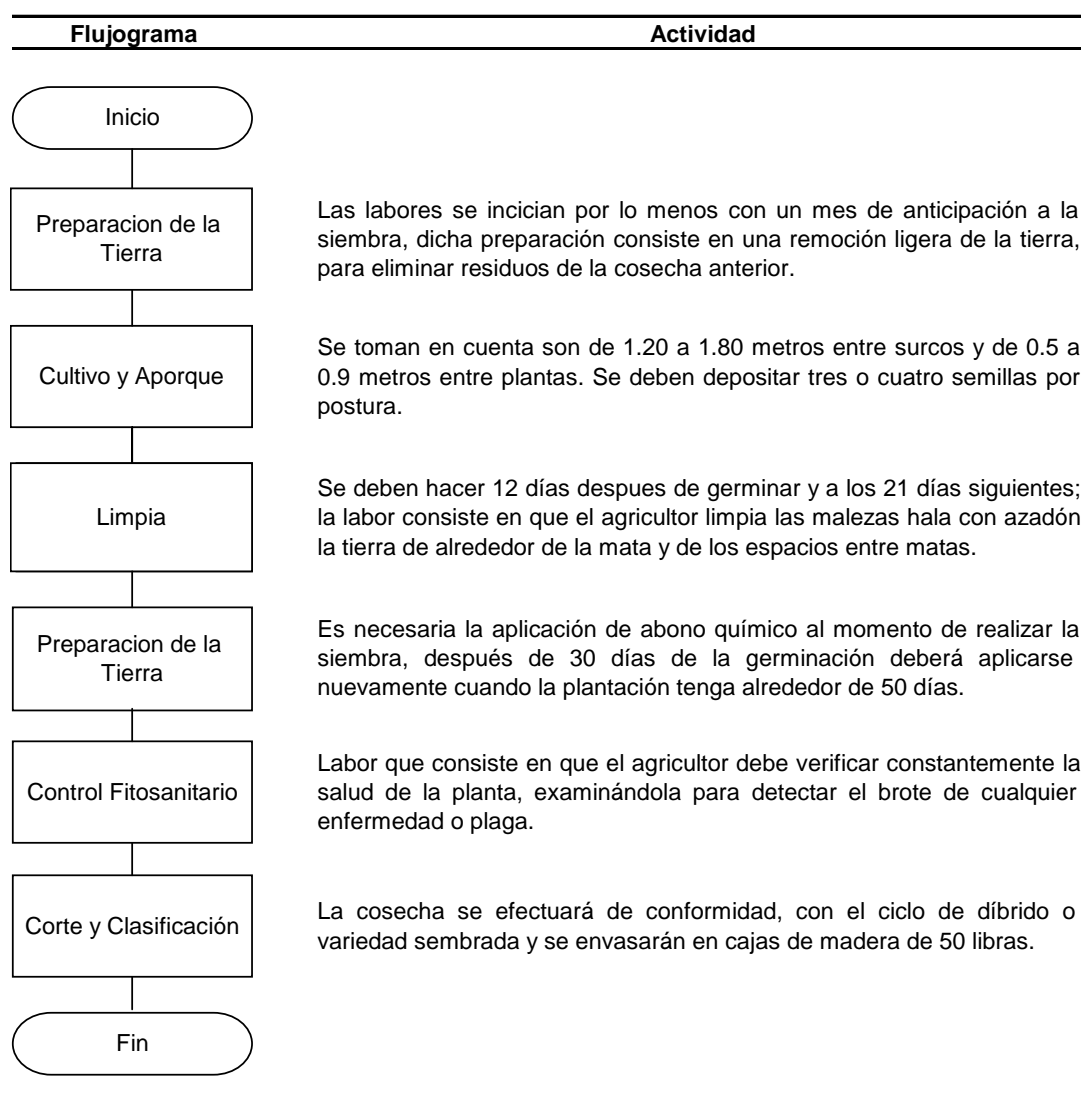 Flujograma
Actividad
Inicio
Preparacion de la
Tierra
Las labores se incician por lo menos con un mes de anticipación a la
siembra, dicha preparación consiste en una remoción ligera de la tierra,
para eliminar residuos de la cosecha anterior.
Cultivo y Aporque
Se toman en cuenta son de 1.20 a 1.80 metros entre surcos y de 0.5 a
0.9 metros entre plantas. Se deben depositar tres o cuatro semillas por
postura.
Limpia
Se deben hacer 12 días despues de germinar y a los 21 días siguientes;
la labor consiste en que el agricultor limpia las malezas hala con azadón
la tierra de alrededor de la mata y de los espacios entre matas.
Preparacion de la
Tierra
Es necesaria la aplicación de abono químico al momento de realizar la
siembra, después de 30 días de la germinación deberá aplicarse
nuevamente cuando la plantación tenga alrededor de 50 días.
Control Fitosanitario
Labor que consiste en que el agricultor debe verificar constantemente la
salud de la planta, examinándola para detectar el brote de cualquier
enfermedad o plaga.
Corte y Clasificación
La cosecha se efectuará de conformidad, con el ciclo de díbrido o
variedad sembrada y se envasarán en cajas de madera de 50 libras.
Fin